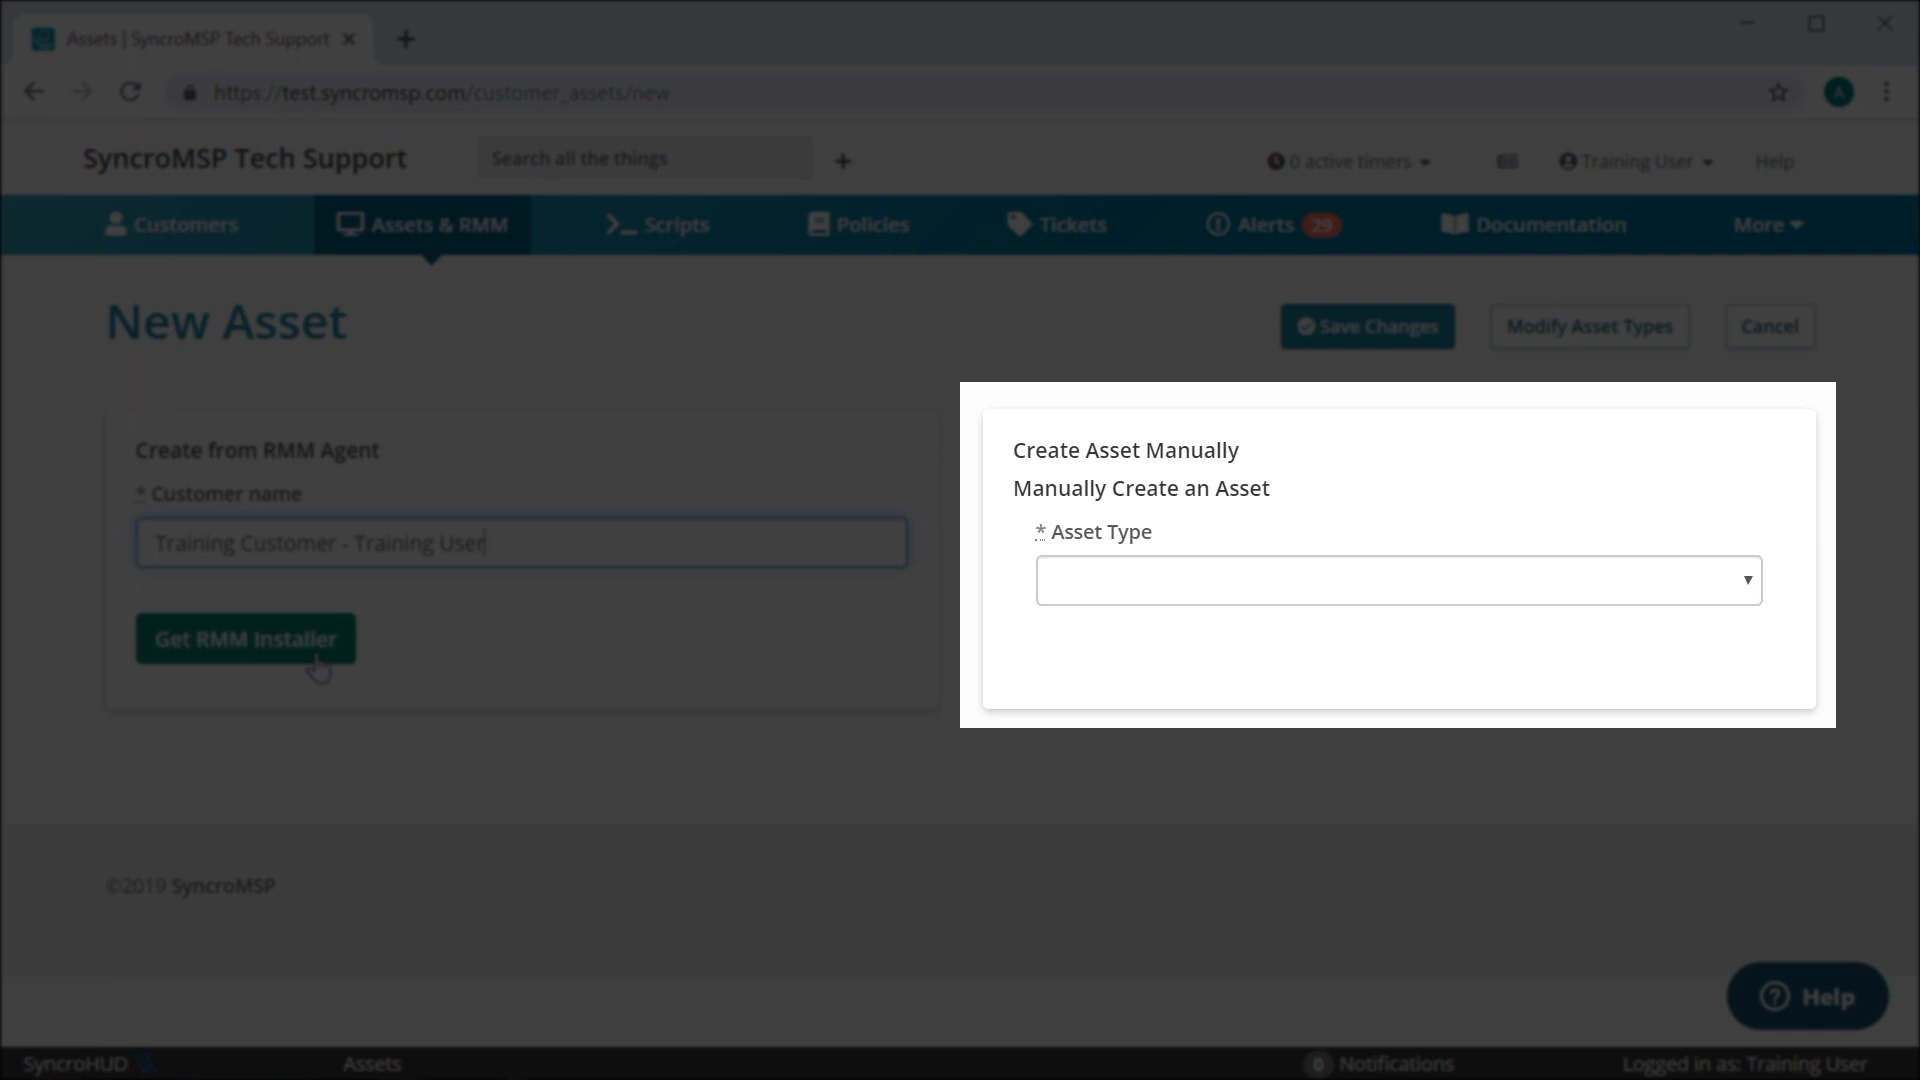 Assets | SyncroMSP Tech Support
https://test.syncromsp.com/customer_assets/new
A
SyncroMSP Tech Support
Search all the things
0 active timers
Training User
Help
Customers
Assets & RMM
Scripts
Policies
Tickets
Alerts 29
Documentation
More
New Asset
Save Changes
Modify Asset Types
Cancel
Create from RMM Agent
* Customer name
Training Customer - Training User
Get RMM Installer
Create Asset Manually
Manually Create an Asset
* Asset Type
©2019 SyncroMSP
Help
SyncroHUD
Assets
0 Notifications
Logged in as: Training User